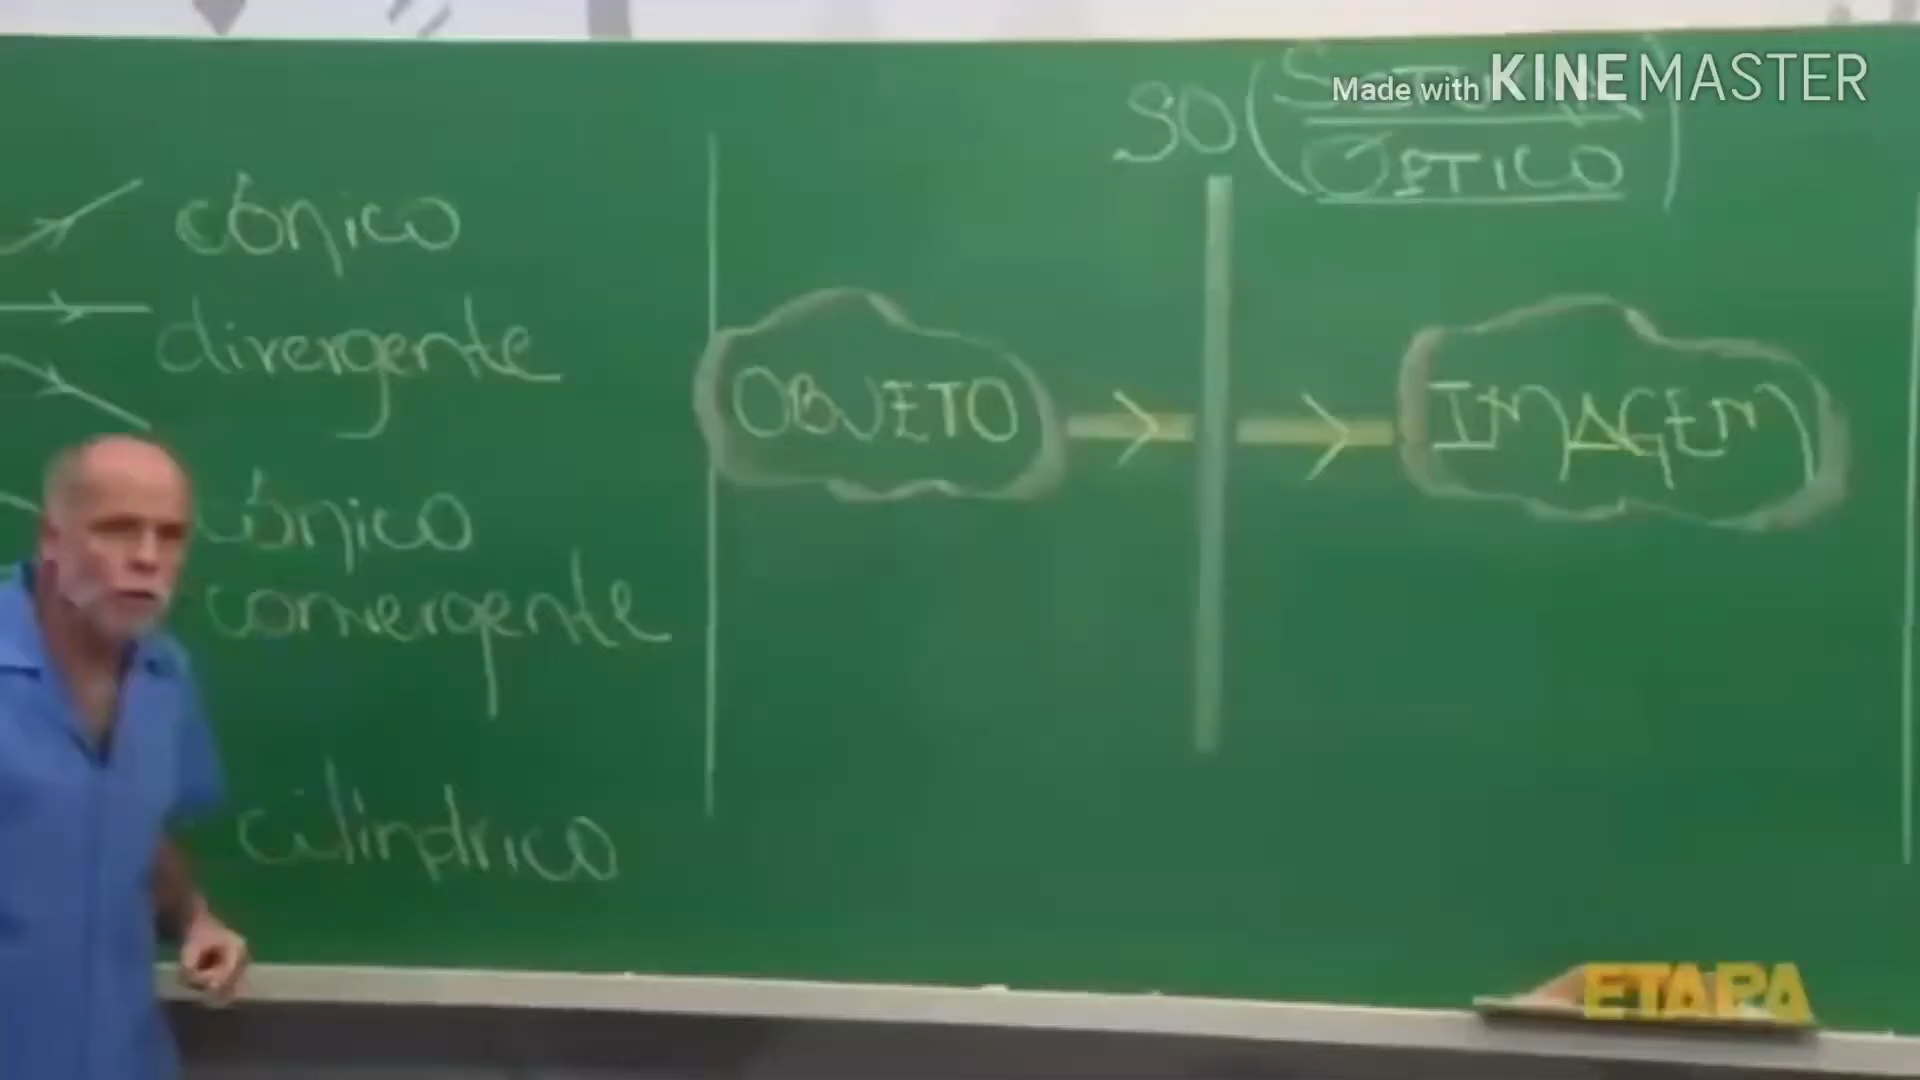 Made with KINEMASTER
SO
ÓPTICO
cônico
divergente
OBJETO
IMAGEM
cônico
convergente
cilíndrico
ETAPA